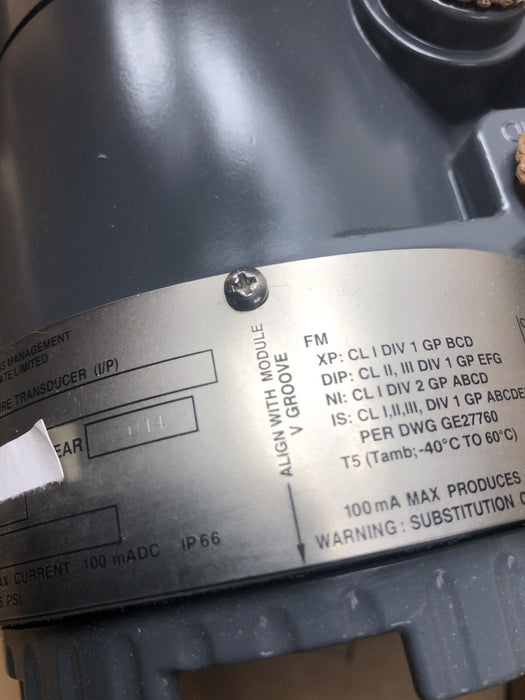 S MANAGEMENT
ATE LIMITED
RE TRANSDUCER (I/P)
EAR
AX CURRENT: 100 mADC IP66
5 PSI
ALIGN WITH MODULE
V GROOVE
FM
XP: CL I DIV 1 GP BCD
DIP: CL II, III DIV 1 GP EFG
NI: CL I DIV 2 GP ABCD
IS: CL I,II,III, DIV 1 GP ABCDE
PER DWG GE27760
T5 (Tamb;-40°C TO 60°C)
100mA MAX PRODUCES
WARNING: SUBSTITUTION